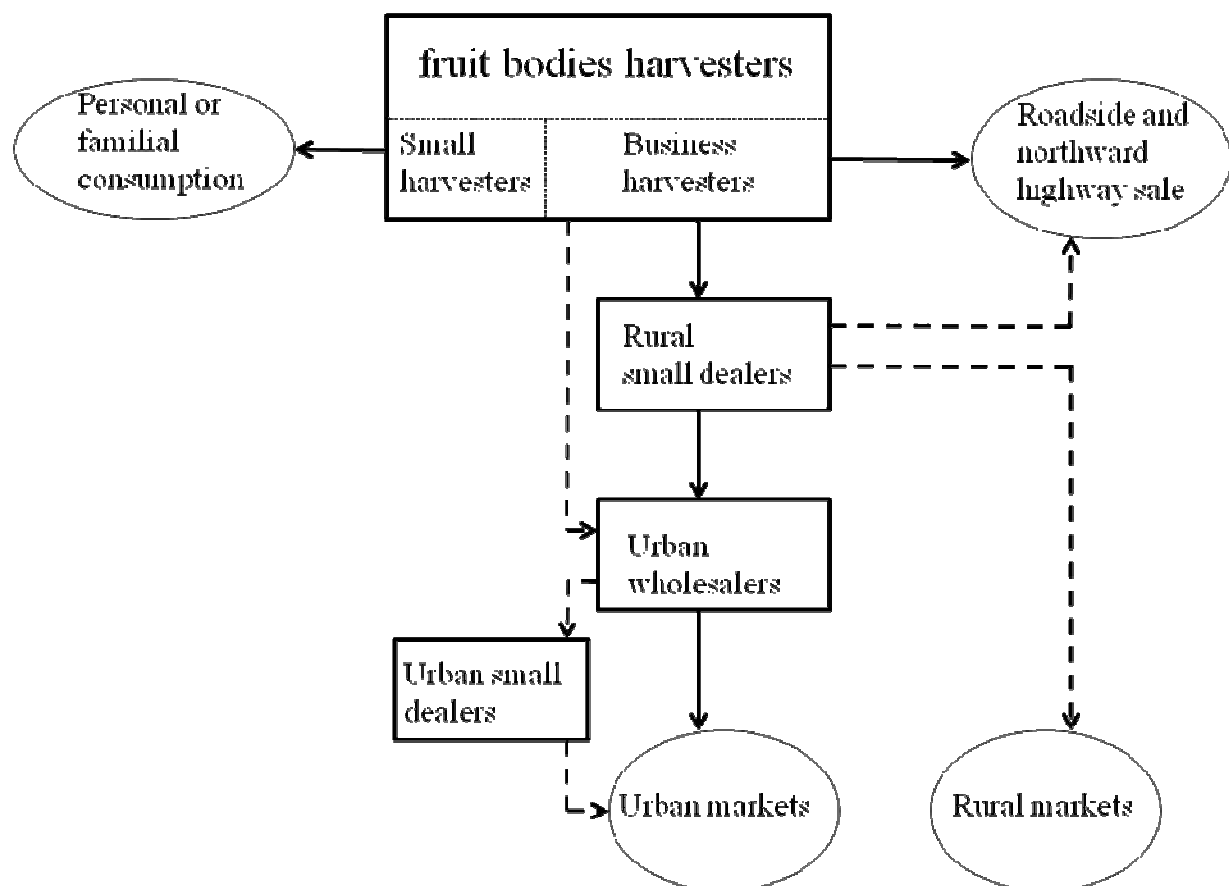 fruit bodies harvesters
Personal or
familial
consumption
Small
harvesters
Business
harvesters
Roadside and
northward
highway sale
Rural
small dealers
Urban
wholesalers
Urban small
dealers
Urban markets
Rural markets